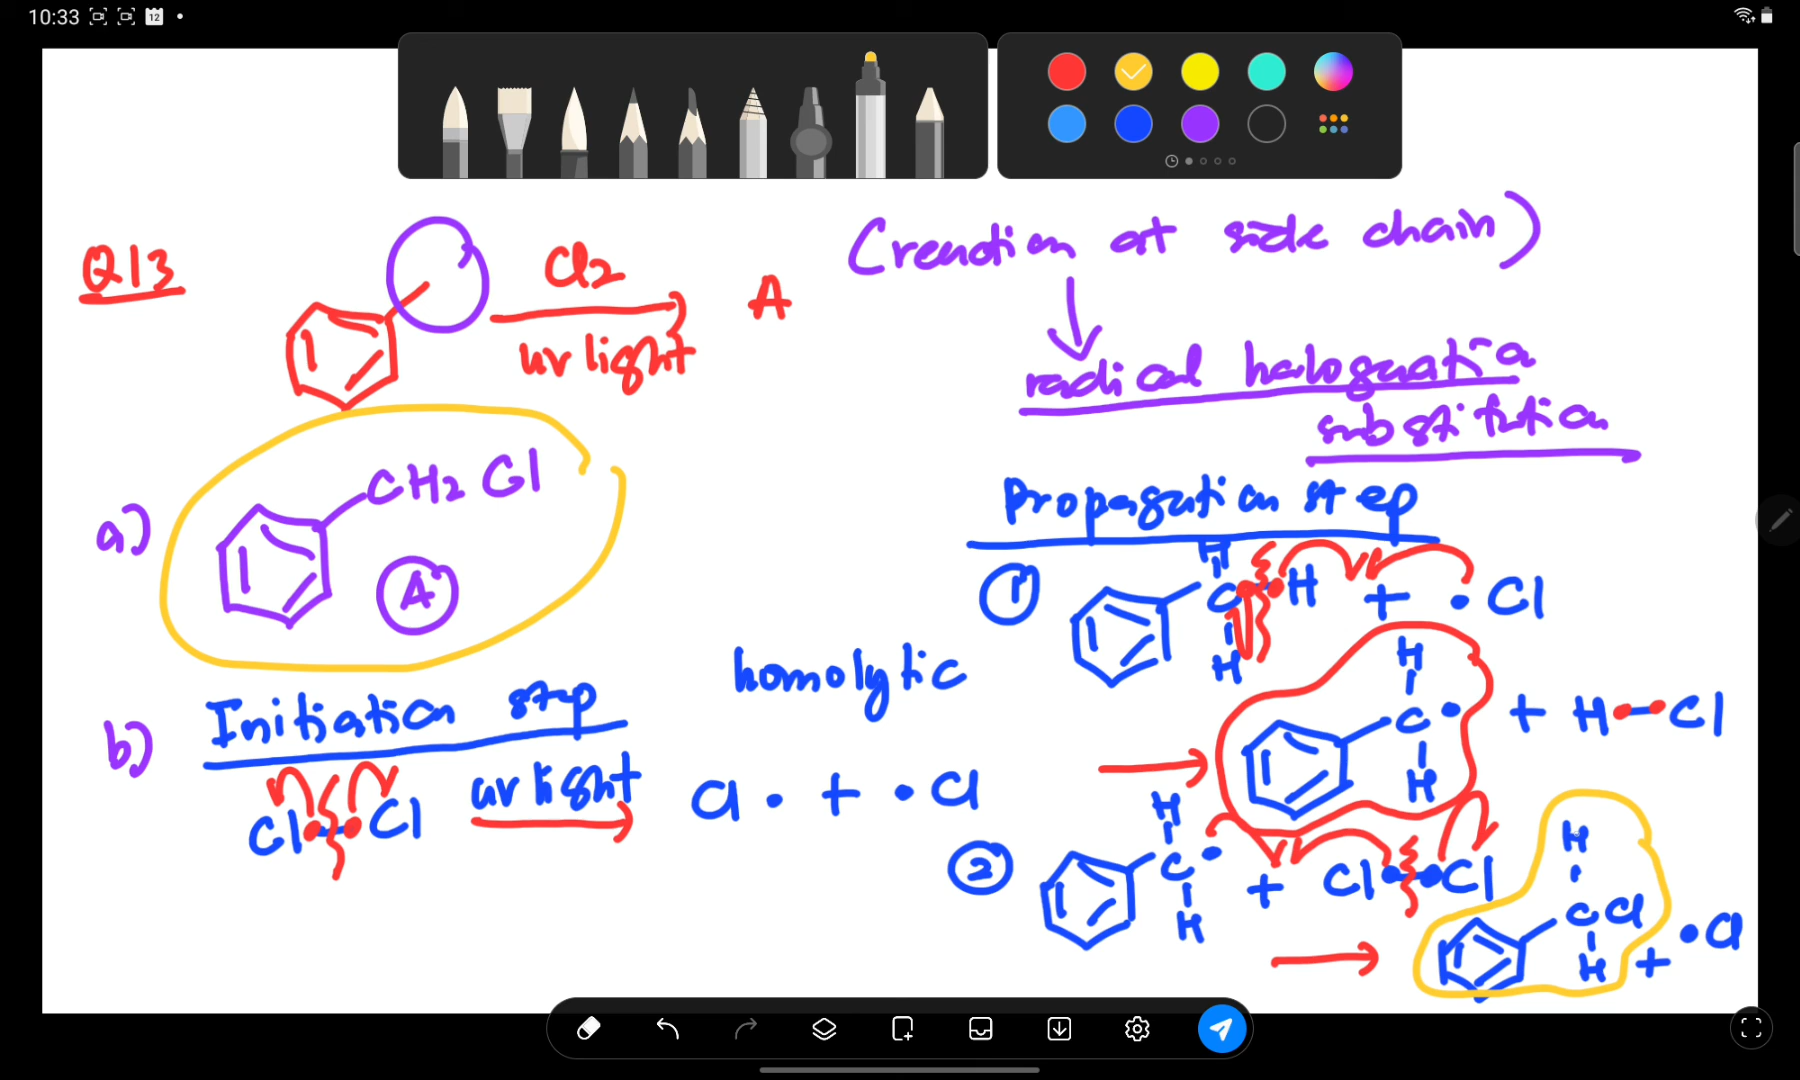 10:33
12
Q13
Cl2
uv light
A
(reaction at side chain)
radical halogenation
substitution
a)
CH2 Cl
A
b)
Initiation step
homolytic
Cl Cl
uv light
Cl • + • Cl
Propagation step
1
H
C H + • Cl
H
H
C • + H Cl
H
2
H
C • + Cl Cl
H
H
C Cl
H + • Cl